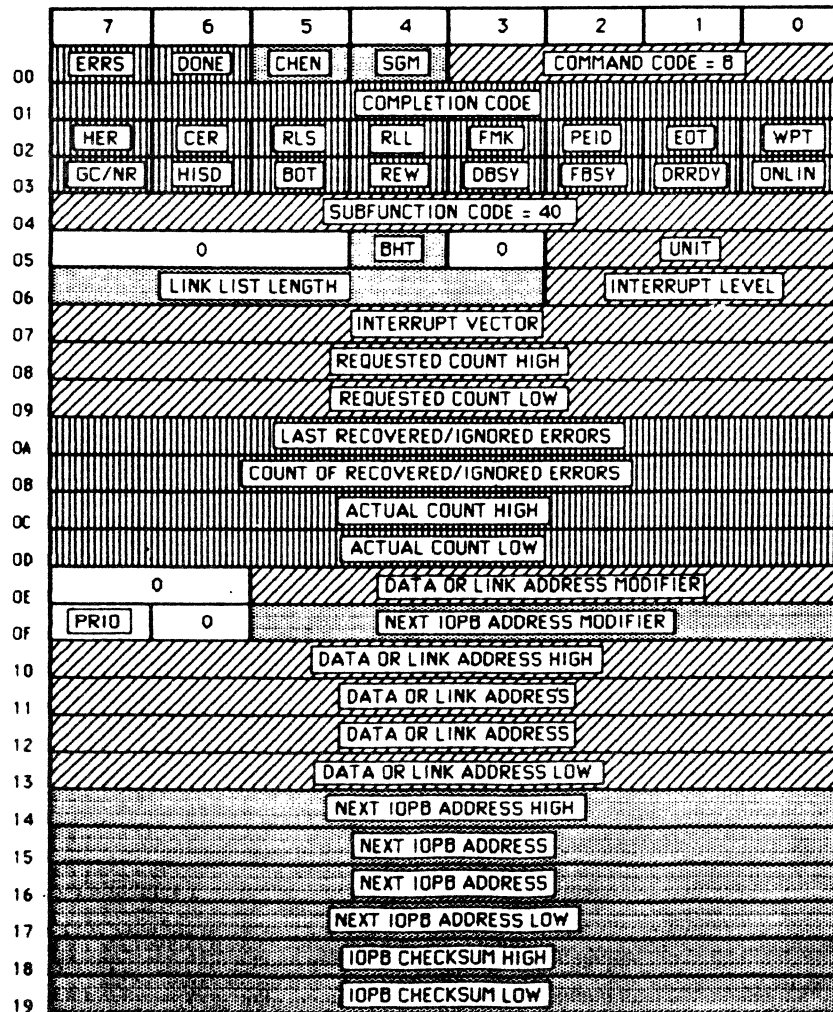 7 6 5 4 3 2 1 0
00 ERRS DONE CHEN SGM COMMAND CODE = B
01 COMPLETION CODE
02 HER CER RLS RLL FMK PEID EOT WPT
03 GC/NR HISD BOT REW DBSY FBSY DRRDY ONLIN
04 SUBFUNCTION CODE = 40
05 0 BHT 0 UNIT
06 LINK LIST LENGTH INTERRUPT LEVEL
07 INTERRUPT VECTOR
08 REQUESTED COUNT HIGH
09 REQUESTED COUNT LOW
0A LAST RECOVERED/IGNORED ERRORS
0B COUNT OF RECOVERED/IGNORED ERRORS
0C ACTUAL COUNT HIGH
0D ACTUAL COUNT LOW
0E 0 DATA OR LINK ADDRESS MODIFIER
0F PRIO 0 NEXT IOPB ADDRESS MODIFIER
10 DATA OR LINK ADDRESS HIGH
11 DATA OR LINK ADDRESS
12 DATA OR LINK ADDRESS
13 DATA OR LINK ADDRESS LOW
14 NEXT IOPB ADDRESS HIGH
15 NEXT IOPB ADDRESS
16 NEXT IOPB ADDRESS
17 NEXT IOPB ADDRESS LOW
18 IOPB CHECKSUM HIGH
19 IOPB CHECKSUM LOW